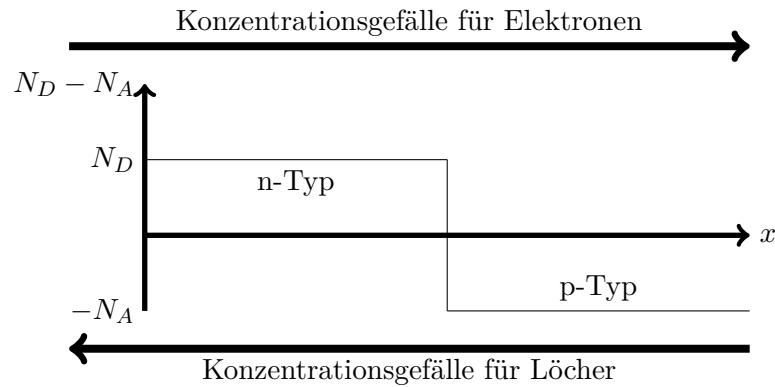 Konzentrationsgefälle für Elektronen
N_D − N_A
N_D
n-Typ
x
p-Typ
−N_A
Konzentrationsgefälle für Löcher